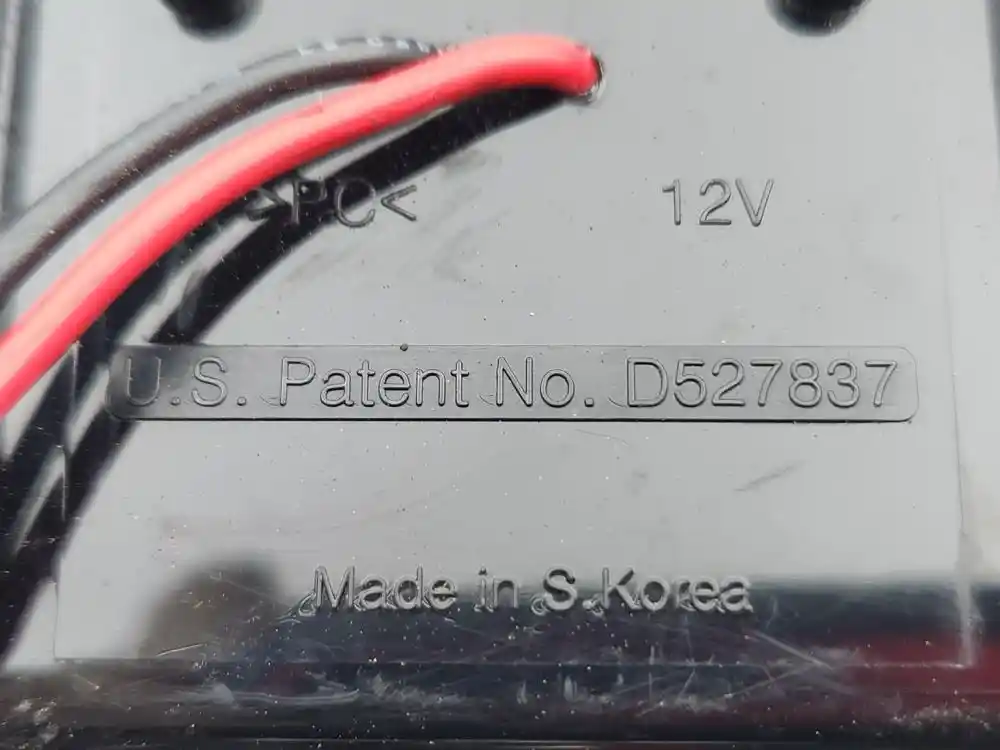 >PC< 12V
U.S. Patent No. D527837
Made in S.Korea